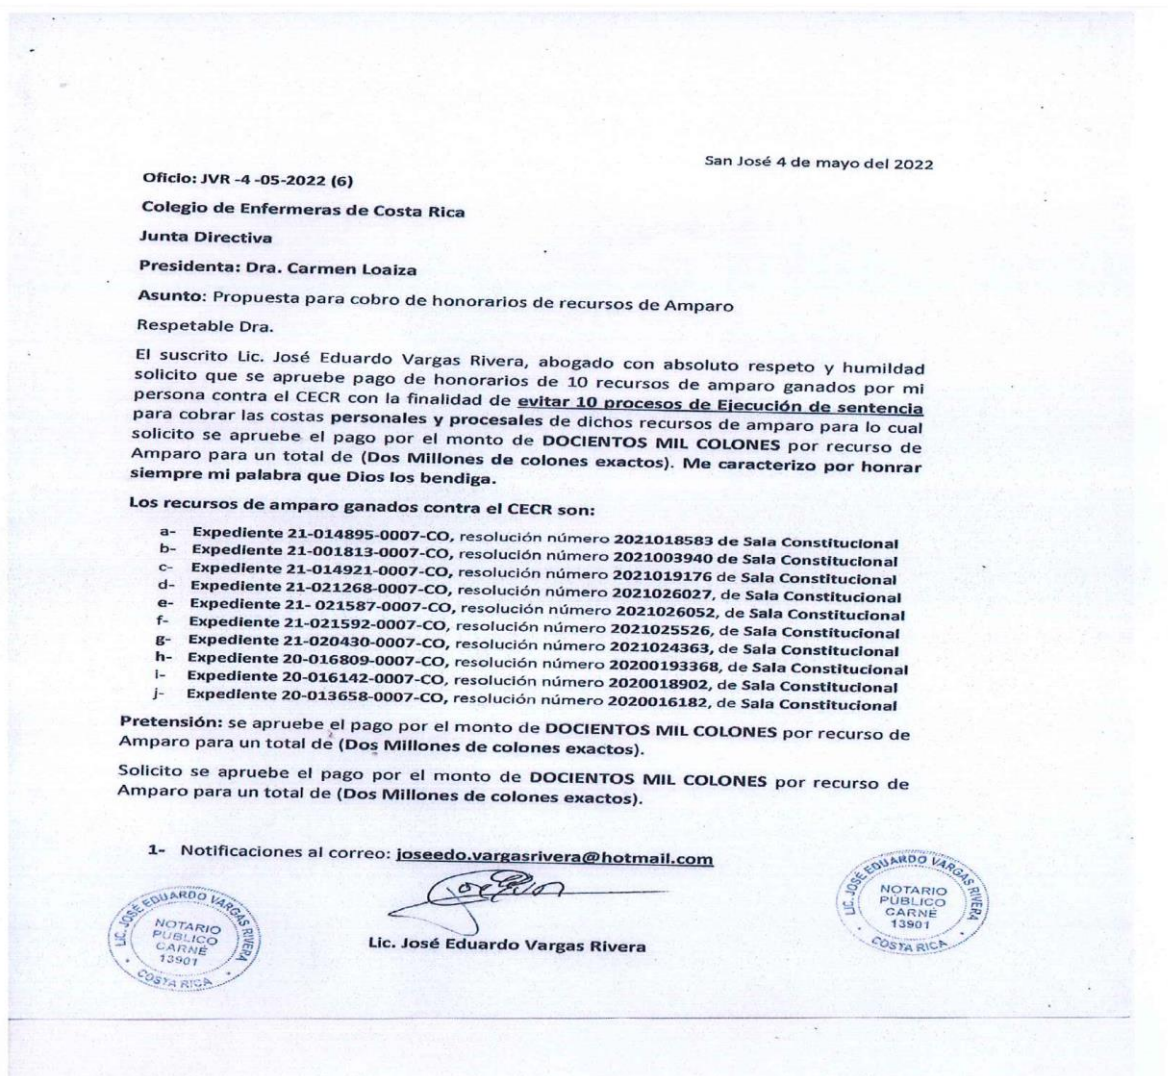 San José 4 de mayo del 2022
Oficio: JVR -4 -05-2022 (6)
Colegio de Enfermeras de Costa Rica
Junta Directiva
Presidenta: Dra. Carmen Loaiza
Asunto: Propuesta para cobro de honorarios de recursos de Amparo
Respetable Dra.
El suscrito Lic. José Eduardo Vargas Rivera, abogado con absoluto respeto y humildad
solicito que se apruebe pago de honorarios de 10 recursos de amparo ganados por mi
persona contra el CECR con la finalidad de evitar 10 procesos de Ejecución de sentencia
para cobrar las costas personales y procesales de dichos recursos de amparo para lo cual
solicito se apruebe el pago por el monto de DOCIENTOS MIL COLONES por recurso de
Amparo para un total de (Dos Millones de colones exactos). Me caracterizo por honrar
siempre mi palabra que Dios los bendiga.
Los recursos de amparo ganados contra el CECR son:
a- Expediente 21-014895-0007-CO, resolución número 2021018583 de Sala Constitucional
b- Expediente 21-001813-0007-CO, resolución número 2021003940 de Sala Constitucional
c- Expediente 21-014921-0007-CO, resolución número 2021019176 de Sala Constitucional
d- Expediente 21-021268-0007-CO, resolución número 2021026027, de Sala Constitucional
e- Expediente 21- 021587-0007-CO, resolución número 2021026052, de Sala Constitucional
f- Expediente 21-021592-0007-CO, resolución número 2021025526, de Sala Constitucional
g- Expediente 21-020430-0007-CO, resolución número 2021024363, de Sala Constitucional
h- Expediente 20-016809-0007-CO, resolución número 20200193368, de Sala Constitucional
i- Expediente 20-016142-0007-CO, resolución número 2020018902, de Sala Constitucional
j- Expediente 20-013658-0007-CO, resolución número 2020016182, de Sala Constitucional
Pretensión: se apruebe el pago por el monto de DOCIENTOS MIL COLONES por recurso de
Amparo para un total de (Dos Millones de colones exactos).
Solicito se apruebe el pago por el monto de DOCIENTOS MIL COLONES por recurso de
Amparo para un total de (Dos Millones de colones exactos).
1- Notificaciones al correo: joseedo.vargasrivera@hotmail.com
Lic. José Eduardo Vargas Rivera
LIC. JOSÉ EDUARDO VARGAS RIVERA
NOTARIO
PÚBLICO
CARNÉ
13901
COSTA RICA
LIC. JOSÉ EDUARDO VARGAS RIVERA
NOTARIO
PÚBLICO
CARNÉ
13901
COSTA RICA